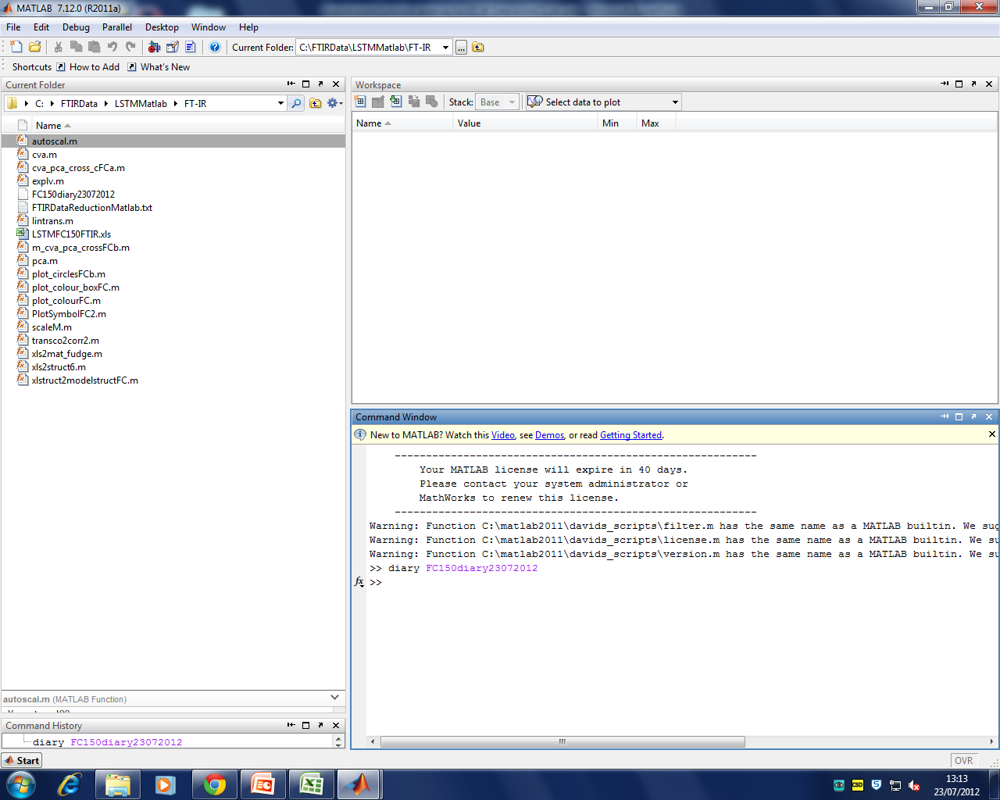 MATLAB 7.12.0 (R2011a)
File Edit Debug Parallel Desktop Window Help
Current Folder: C:\FTIRData\LSTMMatlab\FT-IR ...
Shortcuts How to Add What's New
Current Folder
C: FTIRData LSTMMatlab FT-IR
Name
autoscal.m
cva.m
cva_pca_cross_cFCa.m
explv.m
FC150diary23072012
FTIRDataReductionMatlab.txt
lintrans.m
LSTMFC150FTIR.xls
m_cva_pca_crossFCb.m
pca.m
plot_circlesFCb.m
plot_colour_boxFC.m
plot_colourFC.m
PlotSymbolFC2.m
scaleM.m
transco2corr2.m
xls2mat_fudge.m
xls2struct6.m
xlstruct2modelstructFC.m
autoscal.m (MATLAB Function)
Command History
diary FC150diary23072012
Workspace
Stack: Base Select data to plot
Name Value Min Max
Command Window
New to MATLAB? Watch this Video, see Demos, or read Getting Started.
----------------------------------------------------------
Your MATLAB license will expire in 40 days.
Please contact your system administrator or
MathWorks to renew this license.
----------------------------------------------------------
Warning: Function C:\matlab2011\davids_scripts\filter.m has the same name as a MATLAB builtin. We sug
Warning: Function C:\matlab2011\davids_scripts\license.m has the same name as a MATLAB builtin. We su
Warning: Function C:\matlab2011\davids_scripts\version.m has the same name as a MATLAB builtin. We su
>> diary FC150diary23072012
fx >>
Start
OVR
CSD
13:13
23/07/2012